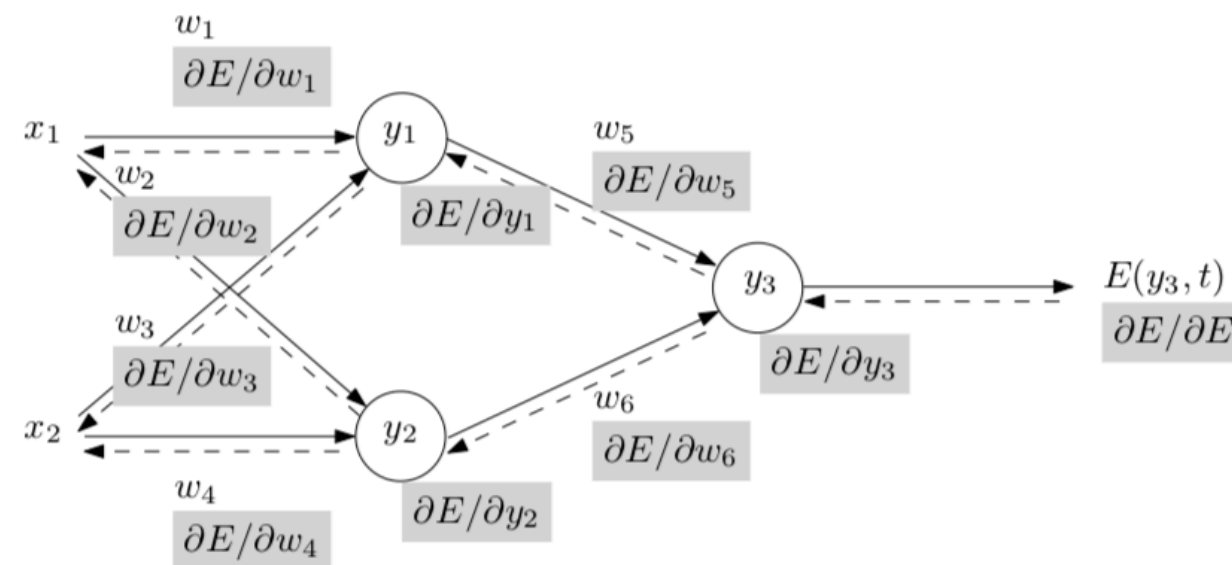 w₁
∂E/∂w₁
x₁
y₁
w₅
∂E/∂w₅
w₂
∂E/∂w₂
∂E/∂y₁
y₃
E(y₃, t)
∂E/∂E
w₃
∂E/∂w₃
∂E/∂y₃
x₂
y₂
w₆
∂E/∂w₆
w₄
∂E/∂w₄
∂E/∂y₂